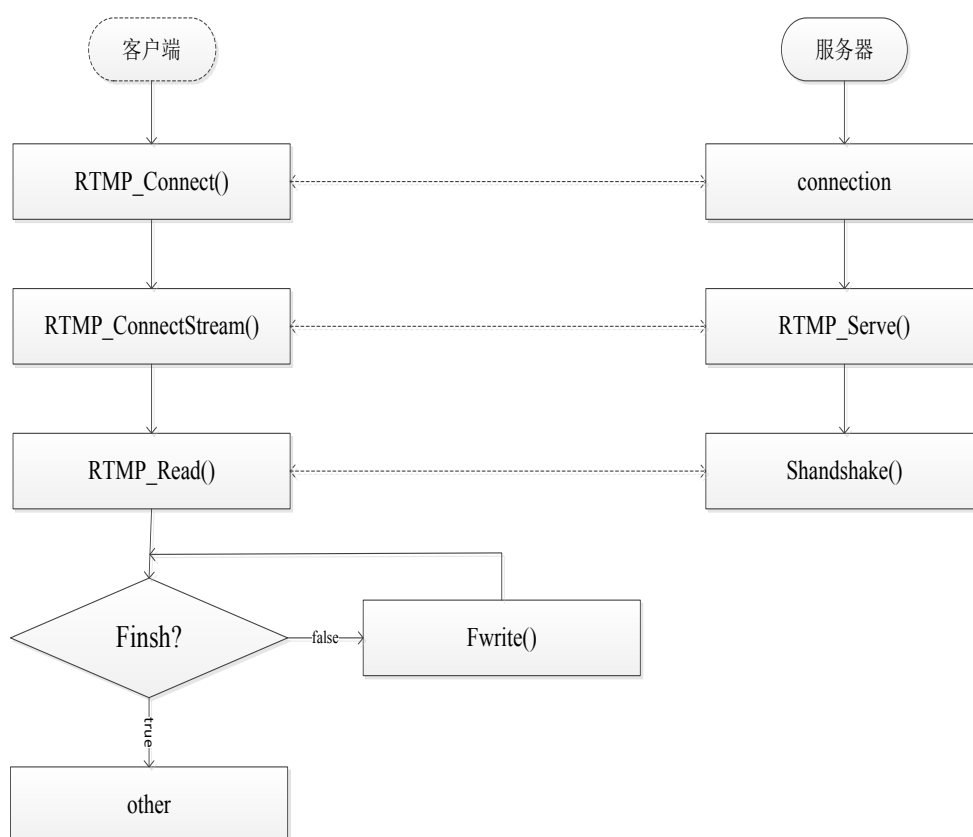 客户端
服务器
RTMP_Connect()
connection
RTMP_ConnectStream()
RTMP_Serve()
RTMP_Read()
Shandshake()
Finsh?
false
Fwrite()
true
other